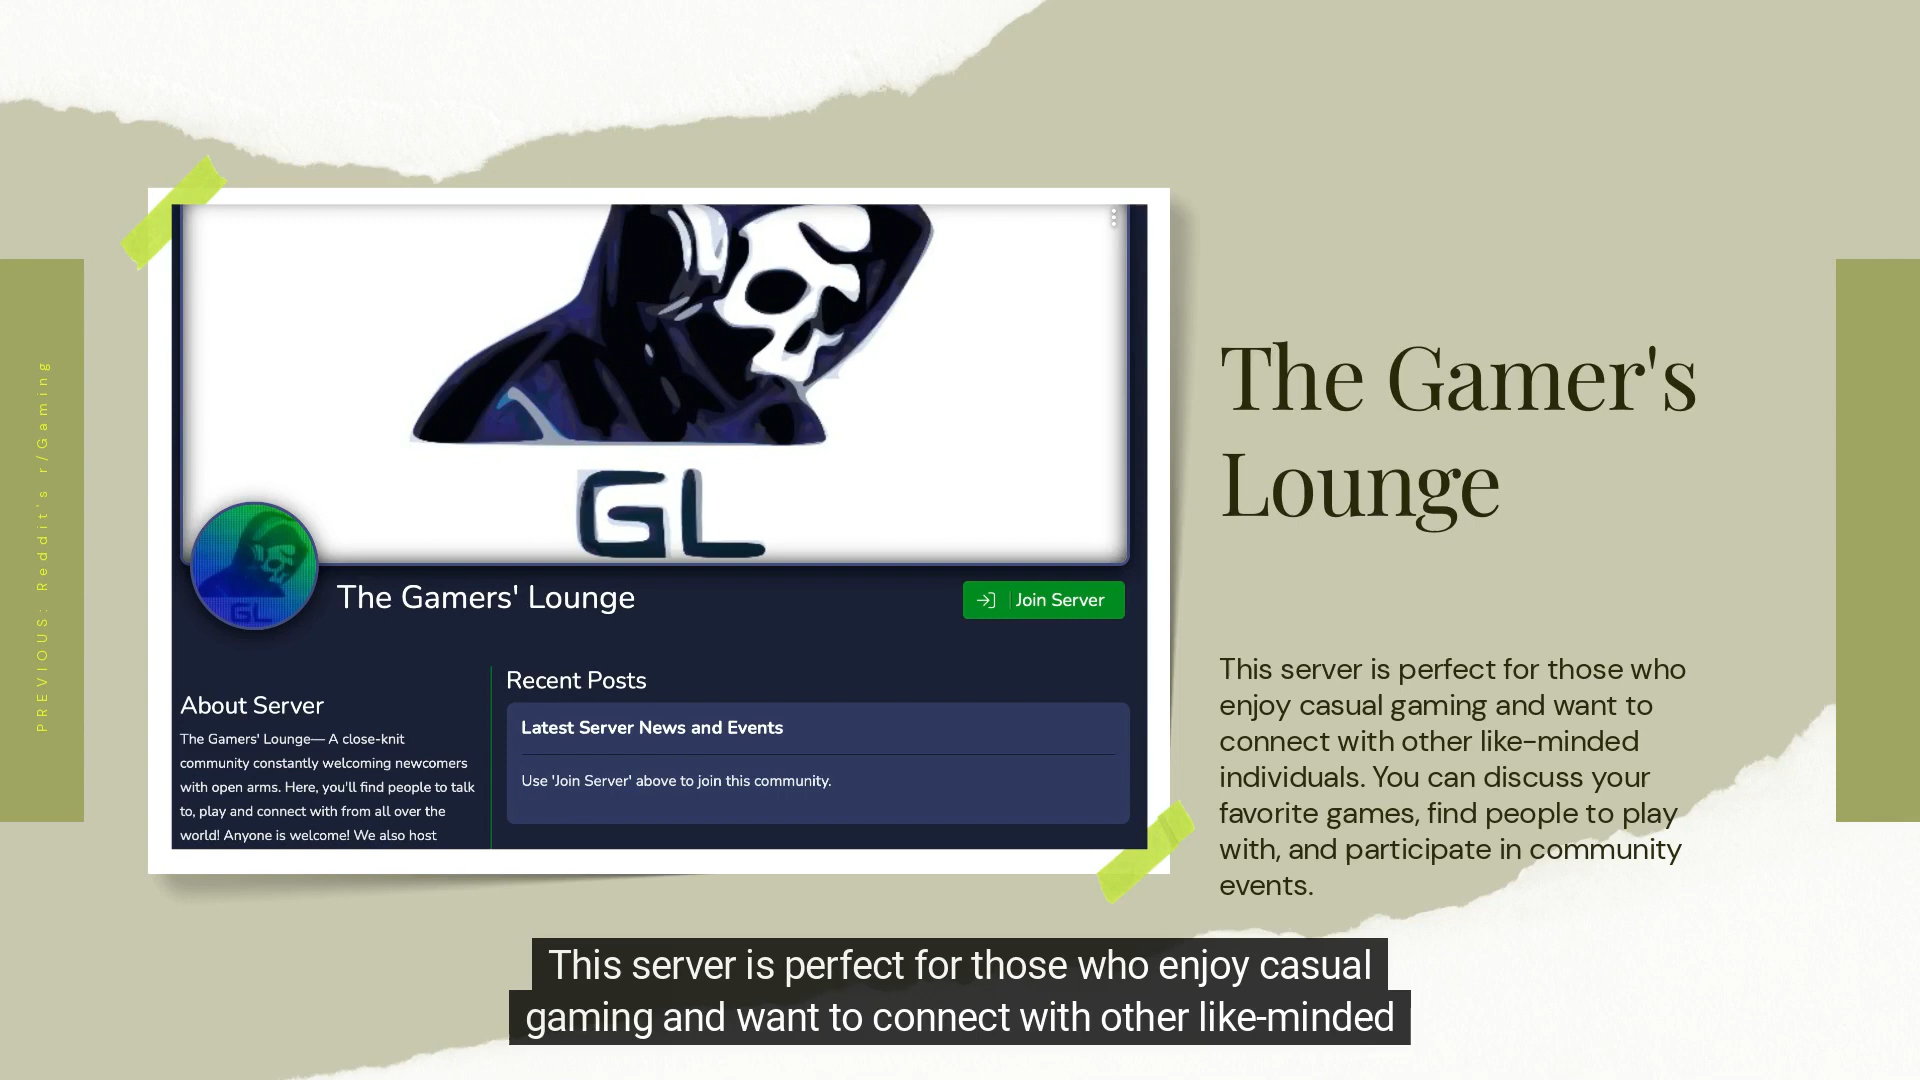 PREVIOUS: Reddit's r/Gaming
GL
GL
The Gamers' Lounge
Join Server
About Server
The Gamers' Lounge— A close-knit
community constantly welcoming newcomers
with open arms. Here, you'll find people to talk
to, play and connect with from all over the
world! Anyone is welcome! We also host
Recent Posts
Latest Server News and Events
Use 'Join Server' above to join this community.
The Gamer's
Lounge
This server is perfect for those who
enjoy casual gaming and want to
connect with other like-minded
individuals. You can discuss your
favorite games, find people to play
with, and participate in community
events.
This server is perfect for those who enjoy casual
gaming and want to connect with other like-minded